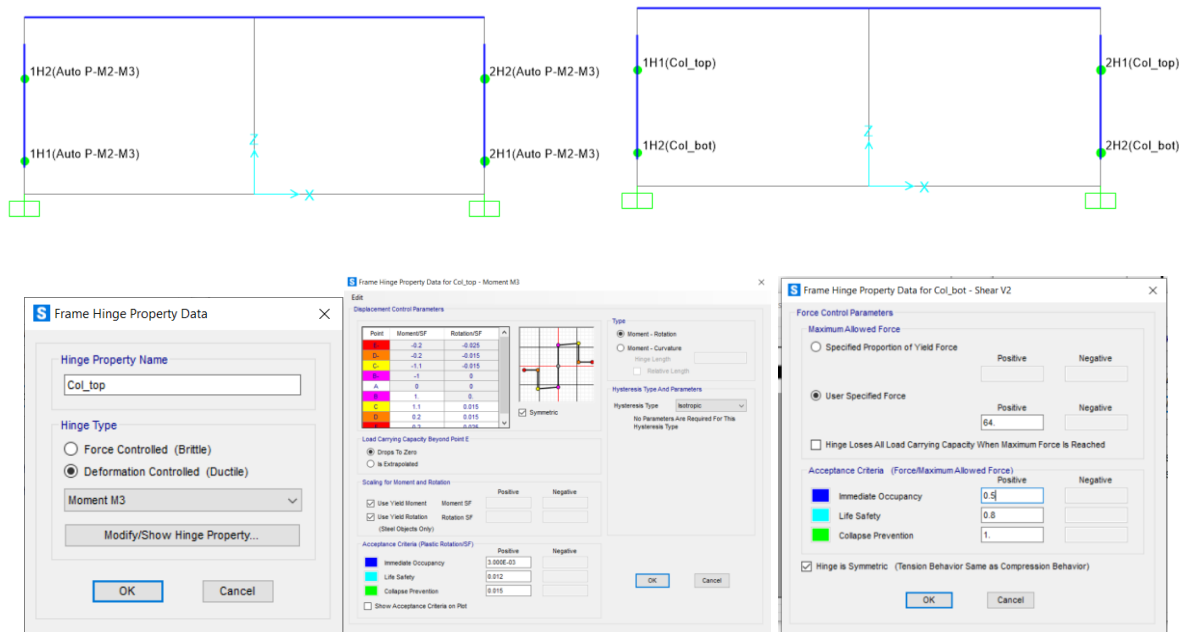 1H2(Auto P-M2-M3)
2H2(Auto P-M2-M3)
1H1(Auto P-M2-M3)
2H1(Auto P-M2-M3)
Z
X
1H1(Col_top)
2H1(Col_top)
1H2(Col_bot)
2H2(Col_bot)
Z
X
S Frame Hinge Property Data
Hinge Property Name
Col_top
Hinge Type
Force Controlled (Brittle)
Deformation Controlled (Ductile)
Moment M3
Modify/Show Hinge Property...
OK Cancel
S Frame Hinge Property Data for Col_top - Moment M3
Edit
Displacement Control Parameters
Point Moment/SF Rotation/SF
E- -0.2 -0.025
D- -0.2 -0.015
C- -1.1 -0.015
B- -1 0
A 0 0
B 1. 0.
C 1.1 0.015
D 0.2 0.015
Symmetric
Load Carrying Capacity Beyond Point E
Drops To Zero
Is Extrapolated
Scaling for Moment and Rotation
Positive Negative
Use Yield Moment Moment SF
Use Yield Rotation Rotation SF
(Steel Objects Only)
Acceptance Criteria (Plastic Rotation/SF)
Positive Negative
Immediate Occupancy 3.000E-03
Life Safety 0.012
Collapse Prevention 0.015
Show Acceptance Criteria on Plot
Type
Moment - Rotation
Moment - Curvature
Hinge Length
Relative Length
Hysteresis Type And Parameters
Hysteresis Type Isotropic
No Parameters Are Required For This
Hysteresis Type
OK Cancel
S Frame Hinge Property Data for Col_bot - Shear V2
Force Control Parameters
Maximum Allowed Force
Specified Proportion of Yield Force
Positive Negative
User Specified Force
Positive Negative
64.
Hinge Loses All Load Carrying Capacity When Maximum Force Is Reached
Acceptance Criteria (Force/Maximum Allowed Force)
Positive Negative
Immediate Occupancy 0.5
Life Safety 0.8
Collapse Prevention 1.
Hinge is Symmetric (Tension Behavior Same as Compression Behavior)
OK Cancel